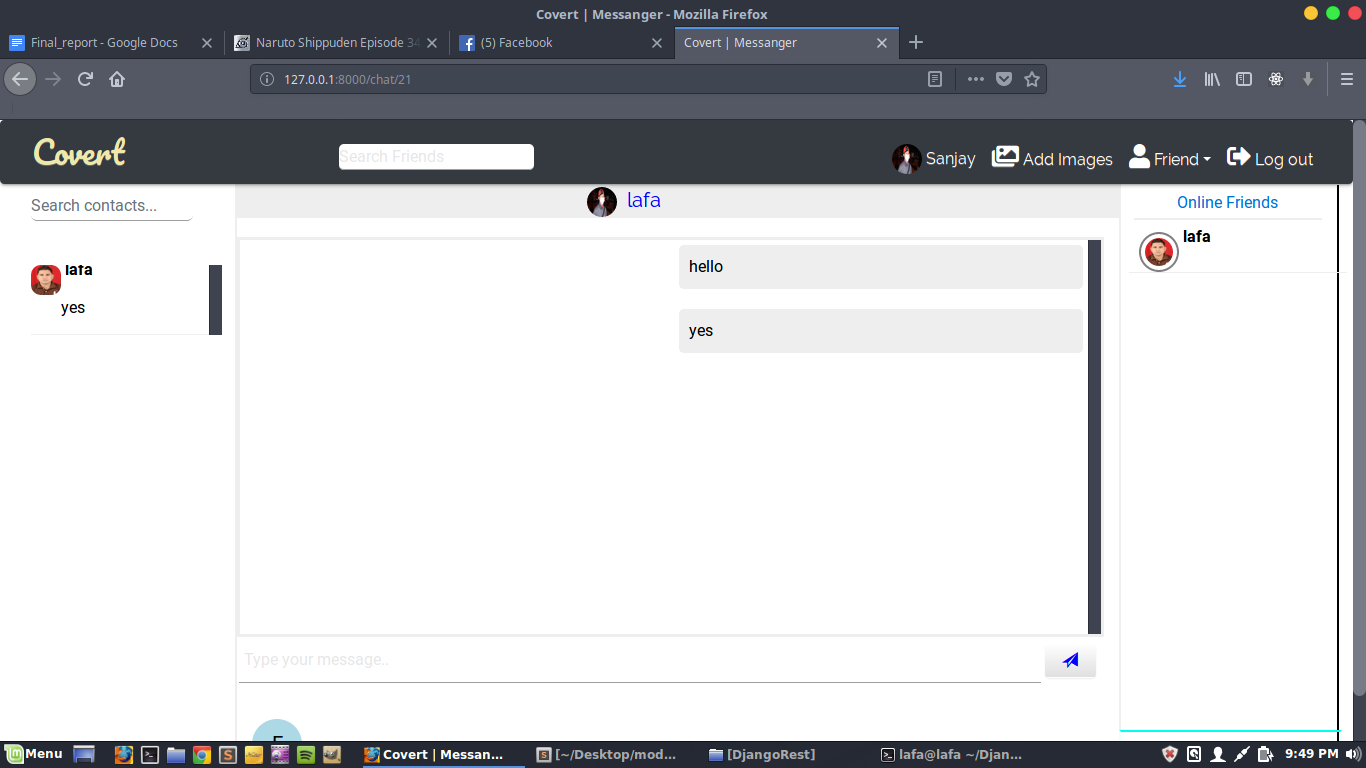 Covert | Messanger - Mozilla Firefox
Final_report - Google Docs
Naruto Shippuden Episode 34
(5) Facebook
Covert | Messanger
127.0.0.1:8000/chat/21
Covert
Search Friends
Sanjay
Add Images
Friend
Log out
Search contacts...
lafa
yes
lafa
hello
yes
Type your message..
Online Friends
lafa
Menu
Covert | Messan...
[~/Desktop/mod...
[DjangoRest]
lafa@lafa ~/Djan...
9:49 PM